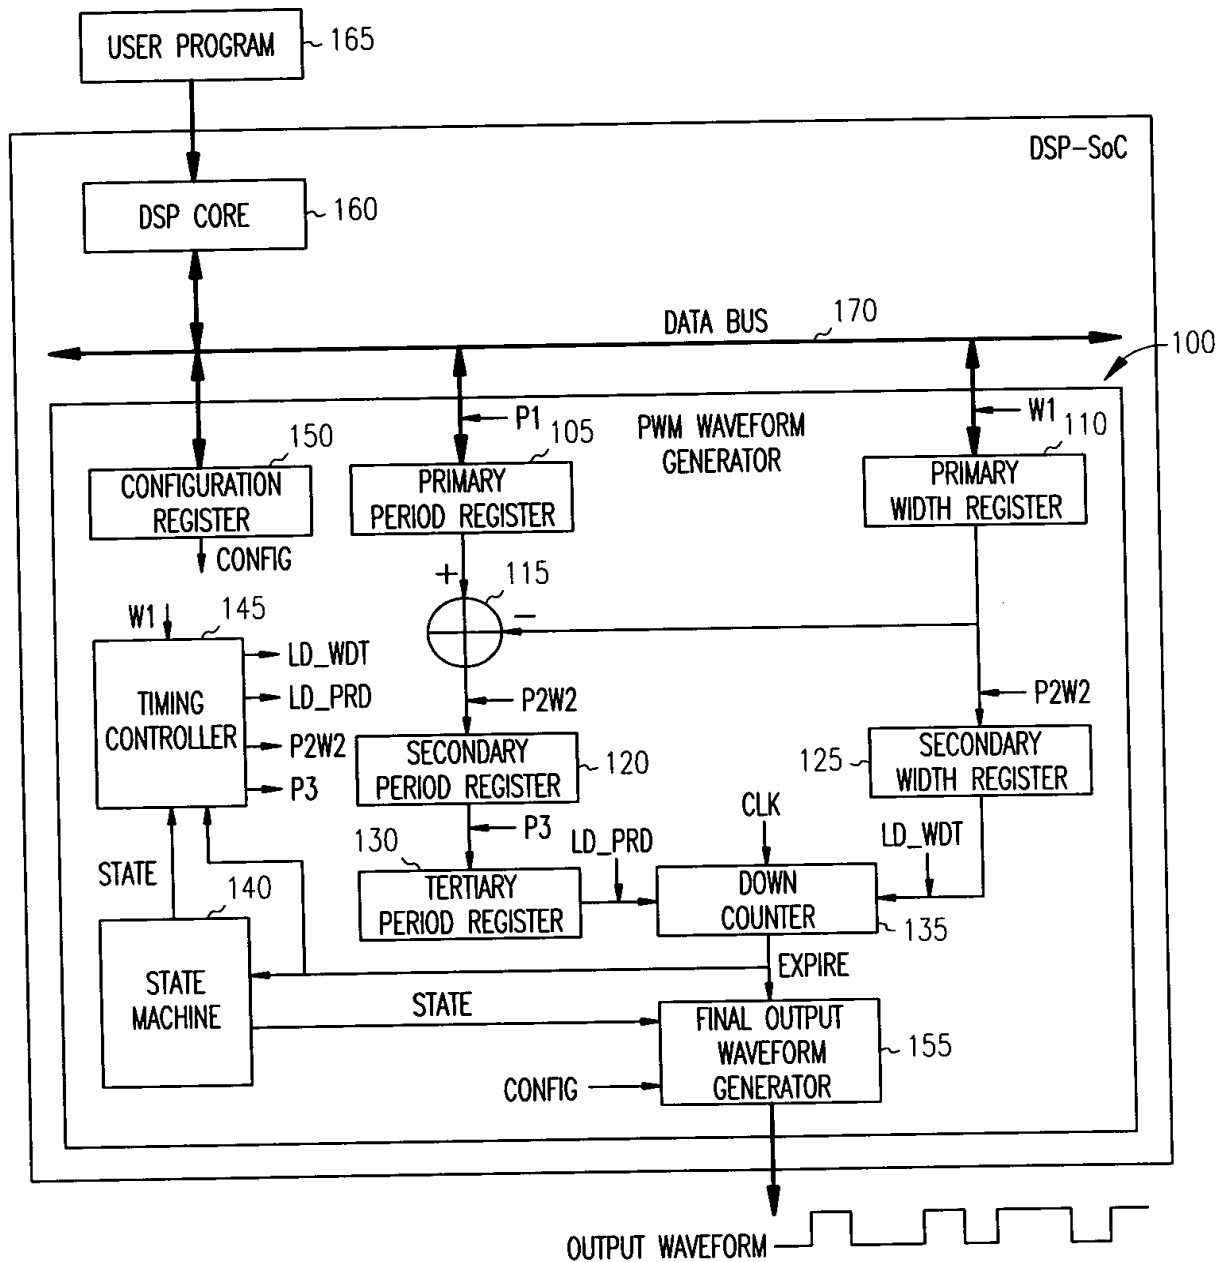 USER PROGRAM
165
DSP-SoC
DSP CORE
160
DATA BUS
170
100
P1
W1
150
105
PWM WAVEFORM
GENERATOR
110
CONFIGURATION
REGISTER
PRIMARY
PERIOD REGISTER
PRIMARY
WIDTH REGISTER
CONFIG
+
115
−
W1
145
TIMING
CONTROLLER
LD_WDT
LD_PRD
P2W2
P3
P2W2
P2W2
SECONDARY
PERIOD REGISTER
120
125
SECONDARY
WIDTH REGISTER
P3
CLK
LD_PRD
LD_WDT
130
TERTIARY
PERIOD REGISTER
DOWN
COUNTER
135
STATE
140
STATE
MACHINE
EXPIRE
STATE
FINAL OUTPUT
WAVEFORM
GENERATOR
155
CONFIG
OUTPUT WAVEFORM